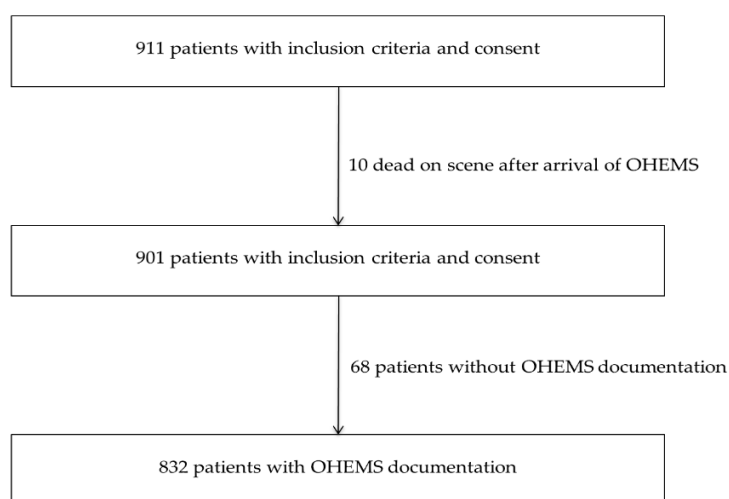 911 patients with inclusion criteria and consent
10 dead on scene after arrival of OHEMS
901 patients with inclusion criteria and consent
68 patients without OHEMS documentation
832 patients with OHEMS documentation